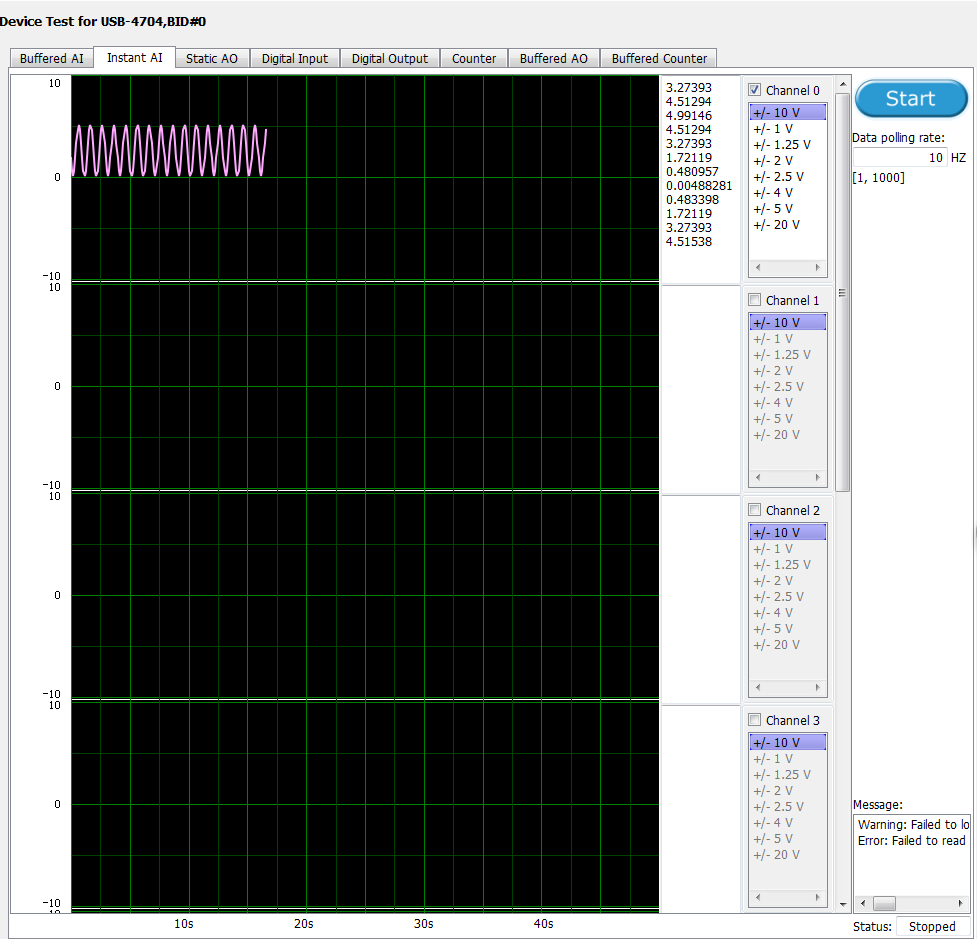 Device Test for USB-4704,BID#0
Buffered AI
Instant AI
Static AO
Digital Input
Digital Output
Counter
Buffered AO
Buffered Counter
10
0
-10
3.27393
4.51294
4.99146
4.51294
3.27393
1.72119
0.480957
0.00488281
0.483398
1.72119
3.27393
4.51538
Channel 0
+/- 10 V
+/- 1 V
+/- 1.25 V
+/- 2 V
+/- 2.5 V
+/- 4 V
+/- 5 V
+/- 20 V
Start
Data polling rate:
10 HZ
[1, 1000]
10
0
-10
Channel 1
+/- 10 V
+/- 1 V
+/- 1.25 V
+/- 2 V
+/- 2.5 V
+/- 4 V
+/- 5 V
+/- 20 V
10
0
-10
Channel 2
+/- 10 V
+/- 1 V
+/- 1.25 V
+/- 2 V
+/- 2.5 V
+/- 4 V
+/- 5 V
+/- 20 V
10
0
-10
Channel 3
+/- 10 V
+/- 1 V
+/- 1.25 V
+/- 2 V
+/- 2.5 V
+/- 4 V
+/- 5 V
+/- 20 V
10s
20s
30s
40s
Message:
Warning: Failed to lo
Error: Failed to read
Status: Stopped